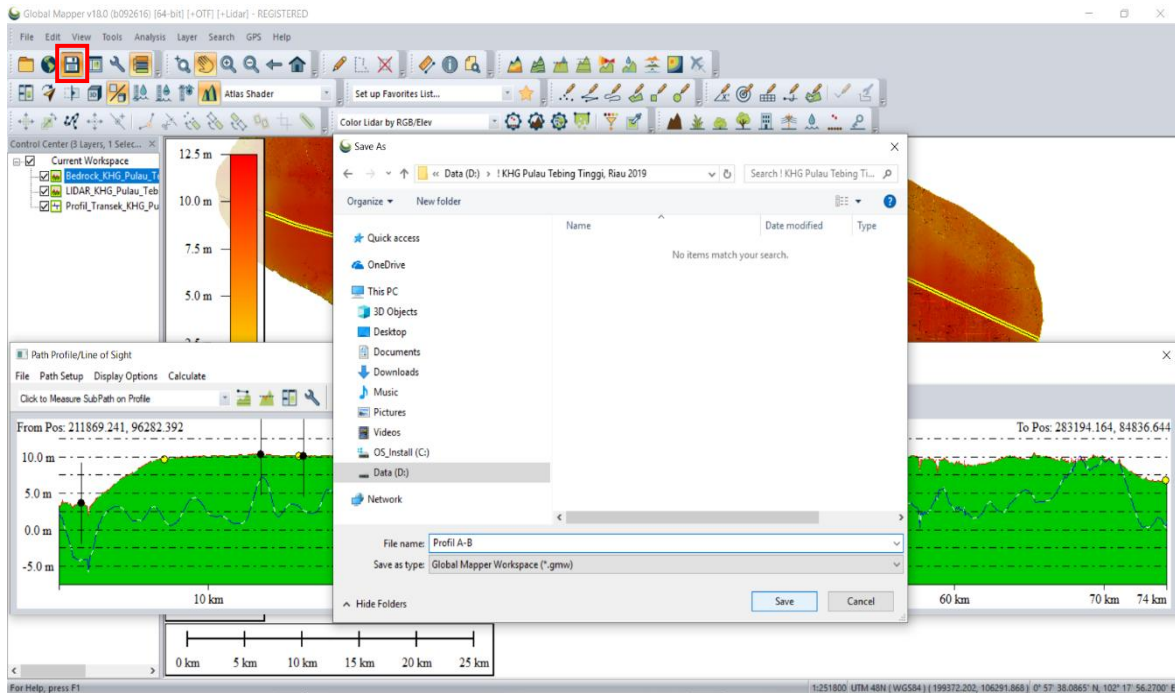 Global Mapper v18.0 (b092616) [64-bit] [+OTF] [+Lidar] - REGISTERED
File Edit View Tools Analysis Layer Search GPS Help
Atlas Shader
Set up Favorites List...
Color Lidar by RGB/Elev
Control Center (3 Layers, 1 Selec...
Current Workspace
Bedrock_KHG_Pulau_Te
LIDAR_KHG_Pulau_Teb
Profil_Transek_KHG_Pu
12.5 m
10.0 m
7.5 m
5.0 m
Save As
« Data (D:) › ! KHG Pulau Tebing Tinggi, Riau 2019
Search ! KHG Pulau Tebing Ti...
Organize
New folder
Name
Date modified
Type
No items match your search.
Quick access
OneDrive
This PC
3D Objects
Desktop
Documents
Downloads
Music
Pictures
Videos
OS_Install (C:)
Data (D:)
Network
File name: Profil A-B
Save as type: Global Mapper Workspace (*.gmw)
Hide Folders
Save
Cancel
Path Profile/Line of Sight
File Path Setup Display Options Calculate
Click to Measure SubPath on Profile
From Pos: 211869.241, 96282.392
To Pos: 283194.164, 84836.644
10.0 m
5.0 m
0.0 m
-5.0 m
10 km
60 km
70 km
74 km
0 km
5 km
10 km
15 km
20 km
25 km
For Help, press F1
1:251800 UTM 48N ( WGS84 ) ( 199372.202, 106291.868 ) 0° 57' 38.0865" N, 102° 17' 56.2700" E